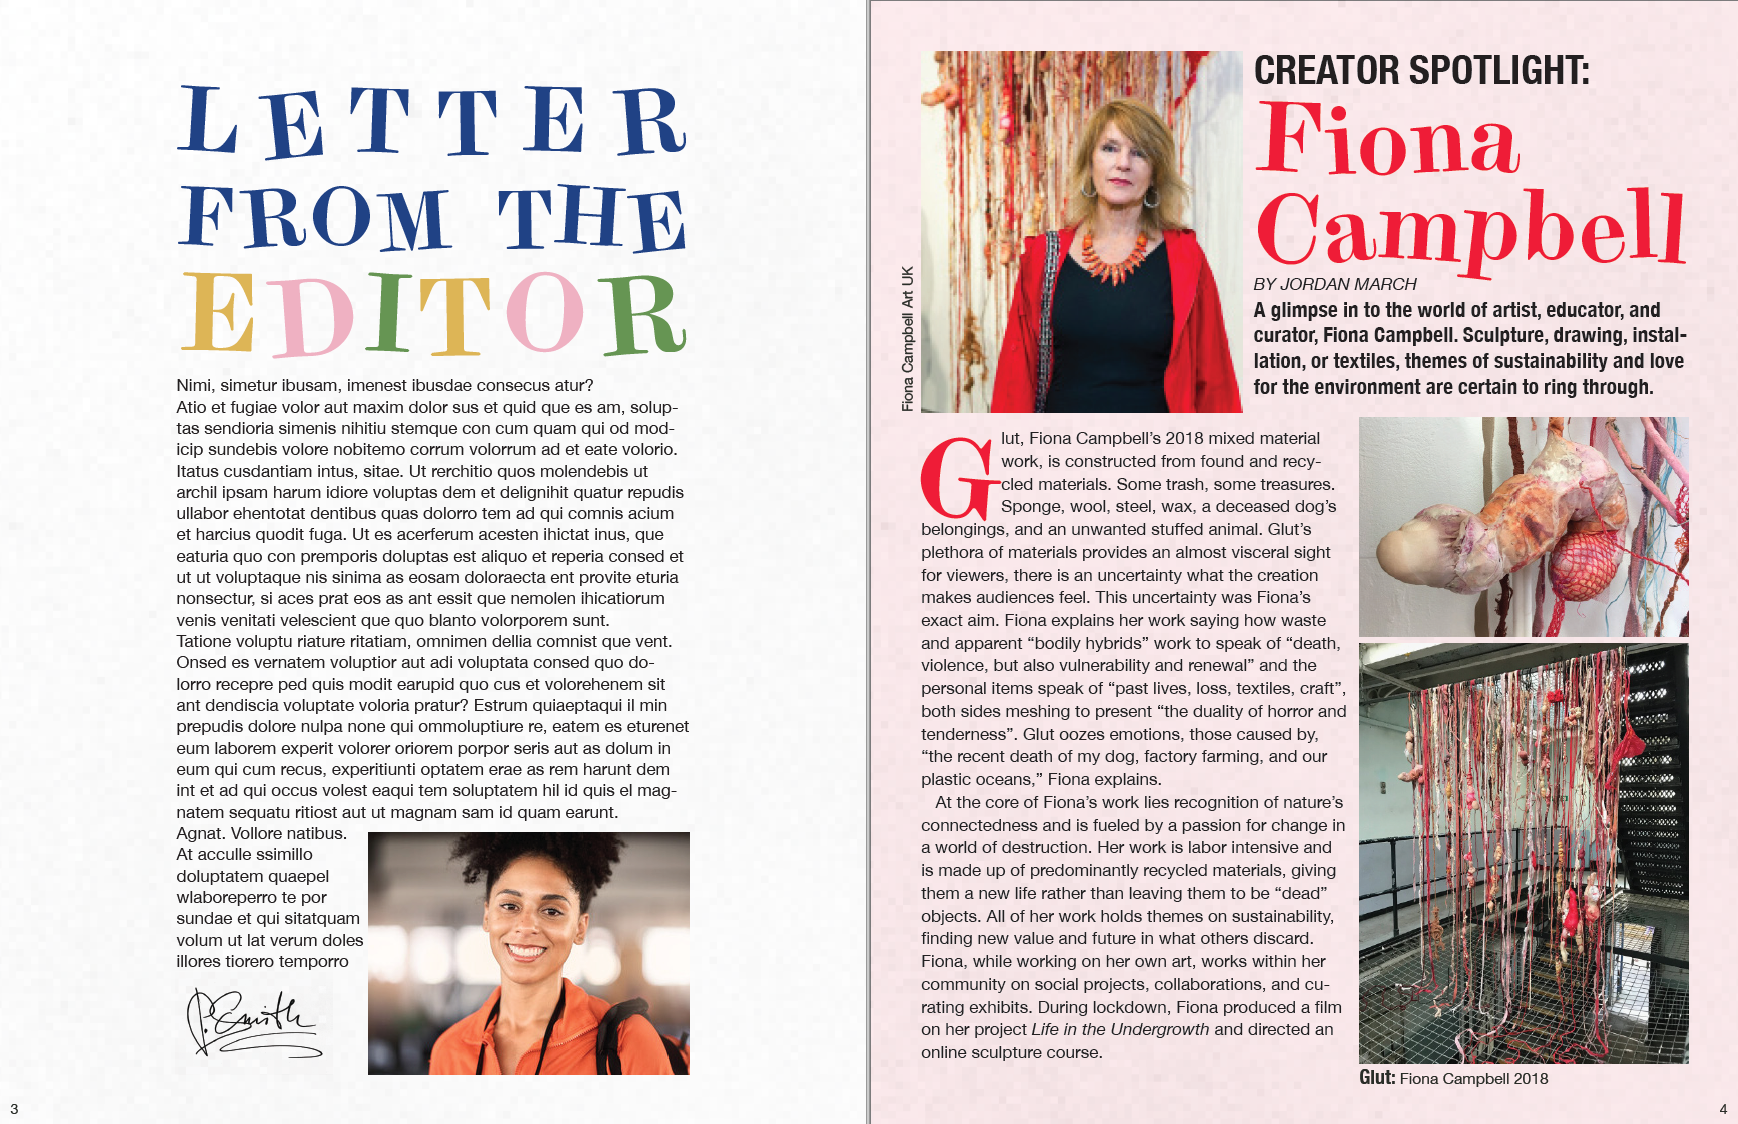 LETTER
FROM THE
EDITOR
Nimi, simetur ibusam, imenest ibusdae consecus atur?
Atio et fugiae volor aut maxim dolor sus et quid que es am, solup-
tas sendioria simenis nihitiu stemque con cum quam qui od mod-
icip sundebis volore nobitemo corrum volorrum ad et eate volorio.
Itatus cusdantiam intus, sitae. Ut rerchitio quos molendebis ut
archil ipsam harum idiore voluptas dem et delignihit quatur repudis
ullabor ehentotat dentibus quas dolorro tem ad qui comnis acium
et harcius quodit fuga. Ut es acerferum acesten ihictat inus, que
eaturia quo con premporis doluptas est aliquo et reperia consed et
ut ut voluptaque nis sinima as eosam doloraecta ent provite eturia
nonsectur, si aces prat eos as ant essit que nemolen ihicatiorum
venis venitati velescient que quo blanto volorporem sunt.
Tatione voluptu riature ritatiam, omnimen dellia comnist que vent.
Onsed es vernatem voluptior aut adi voluptata consed quo do-
lorro recepre ped quis modit earupid quo cus et volorehenem sit
ant dendiscia voluptate voloria pratur? Estrum quiaeptaqui il min
prepudis dolore nulpa none qui ommoluptiure re, eatem es eturenet
eum laborem experit volorer oriorem porpor seris aut as dolum in
eum qui cum recus, experitiunti optatem erae as rem harunt dem
int et ad qui occus volest eaqui tem soluptatem hil id quis el mag-
natem sequatu ritiost aut ut magnam sam id quam earunt.
Agnat. Vollore natibus.
At acculle ssimillo
doluptatem quaepel
wlaboreperro te por
sundae et qui sitatquam
volum ut lat verum doles
illores tiorero temporro
P. Smith
3
Fiona Campbell Art UK
CREATOR SPOTLIGHT:
Fiona
Campbell
BY JORDAN MARCH
A glimpse in to the world of artist, educator, and
curator, Fiona Campbell. Sculpture, drawing, instal-
lation, or textiles, themes of sustainability and love
for the environment are certain to ring through.
Glut, Fiona Campbell's 2018 mixed material
work, is constructed from found and recy-
cled materials. Some trash, some treasures.
Sponge, wool, steel, wax, a deceased dog's
belongings, and an unwanted stuffed animal. Glut's
plethora of materials provides an almost visceral sight
for viewers, there is an uncertainty what the creation
makes audiences feel. This uncertainty was Fiona's
exact aim. Fiona explains her work saying how waste
and apparent “bodily hybrids” work to speak of “death,
violence, but also vulnerability and renewal” and the
personal items speak of “past lives, loss, textiles, craft”,
both sides meshing to present “the duality of horror and
tenderness”. Glut oozes emotions, those caused by,
“the recent death of my dog, factory farming, and our
plastic oceans,” Fiona explains.
At the core of Fiona's work lies recognition of nature's
connectedness and is fueled by a passion for change in
a world of destruction. Her work is labor intensive and
is made up of predominantly recycled materials, giving
them a new life rather than leaving them to be “dead”
objects. All of her work holds themes on sustainability,
finding new value and future in what others discard.
Fiona, while working on her own art, works within her
community on social projects, collaborations, and cu-
rating exhibits. During lockdown, Fiona produced a film
on her project Life in the Undergrowth and directed an
online sculpture course.
Glut: Fiona Campbell 2018
4